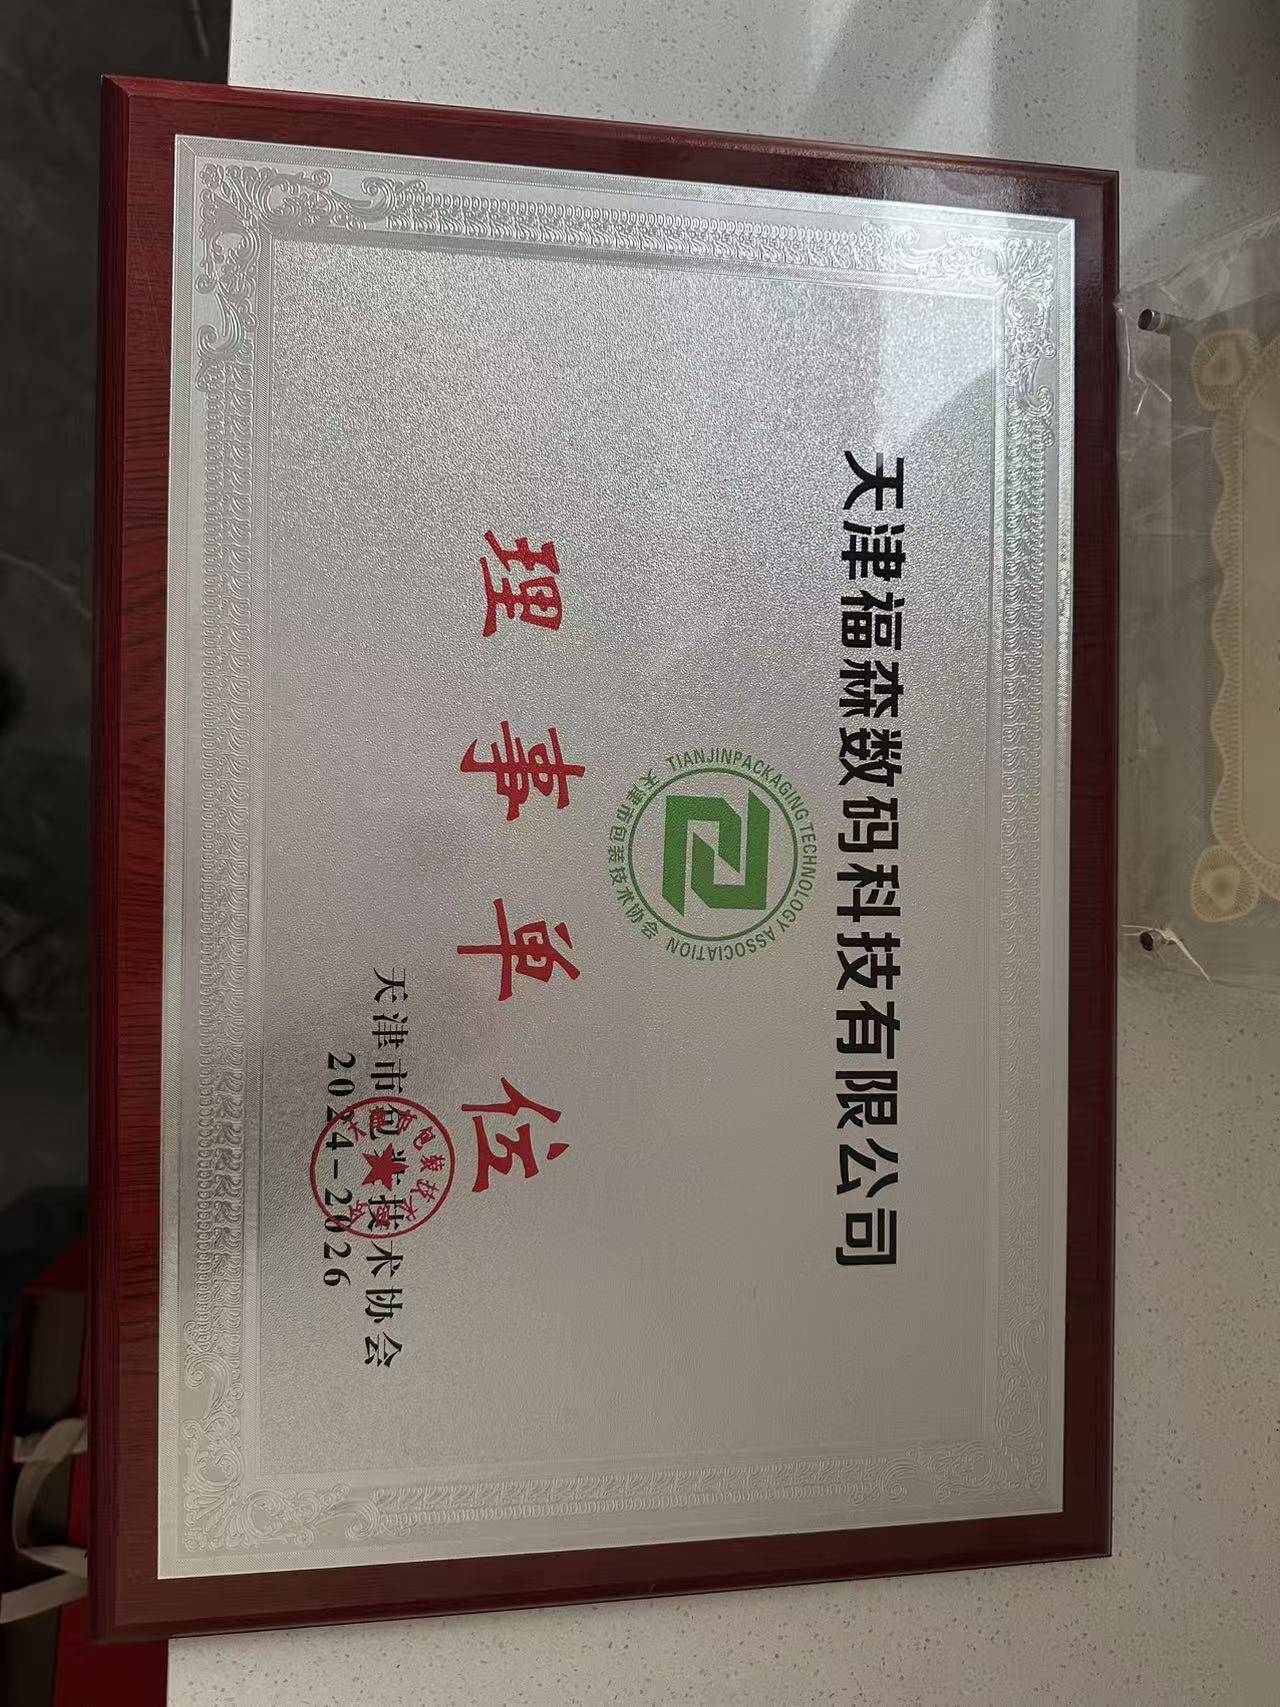 天津福森数码科技有限公司
TIANJINPACKAGING TECHNOLOGY ASSOCIATION
天津市包装技术协会
理事单位
天津市包装技术协会
2024-2026